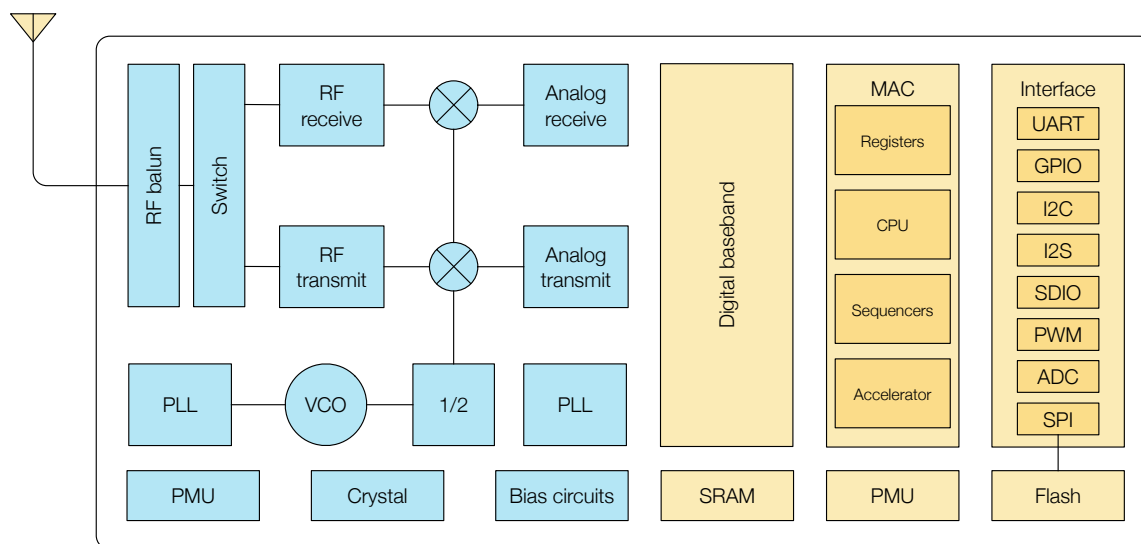 RF balun
Switch
RF
receive
Analog
receive
RF
transmit
Analog
transmit
PLL
VCO
1/2
PLL
PMU
Crystal
Bias circuits
Digital baseband
SRAM
MAC
Registers
CPU
Sequencers
Accelerator
PMU
Interface
UART
GPIO
I2C
I2S
SDIO
PWM
ADC
SPI
Flash